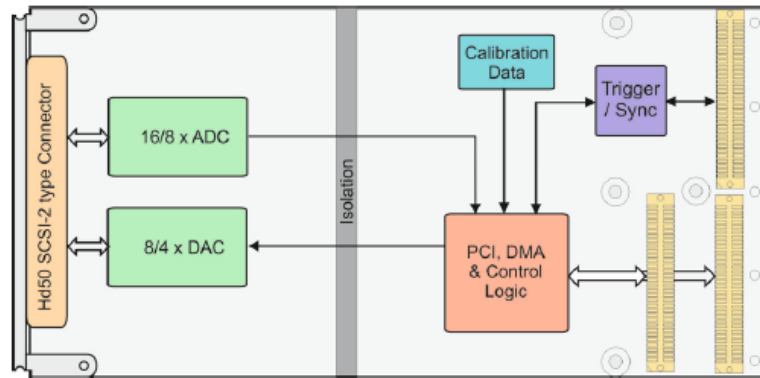 Hd50 SCSI-2 type Connector
16/8 x ADC
8/4 x DAC
Isolation
Calibration
Data
Trigger
/ Sync
PCI, DMA
& Control
Logic